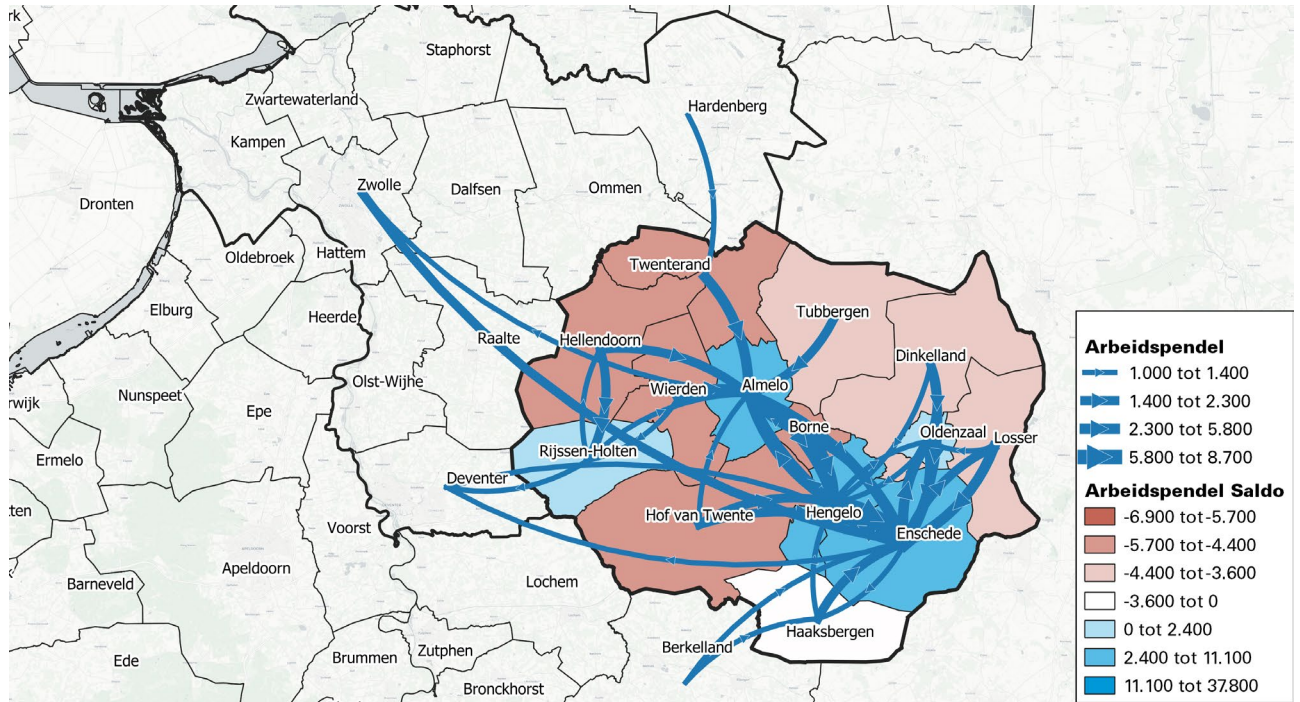 rk
Staphorst
Zwartewaterland
Hardenberg
Kampen
Zwolle
Dalfsen
Ommen
Dronten
Oldebroek
Hattem
Twenterand
Elburg
Heerde
Tubbergen
Raalte
Hellendoorn
Dinkelland
Olst-Wijhe
Wierden
Almelo
Nunspeet
rwijk
Epe
Borne
Oldenzaal
Losser
Ermelo
Rijssen-Holten
Deventer
tten
Voorst
Hof van Twente
Hengelo
Enschede
Apeldoorn
Barneveld
Lochem
Haaksbergen
Berkelland
Ede
Brummen
Zutphen
Bronckhorst
Arbeidspendel
1.000 tot 1.400
1.400 tot 2.300
2.300 tot 5.800
5.800 tot 8.700
Arbeidspendel Saldo
-6.900 tot -5.700
-5.700 tot -4.400
-4.400 tot -3.600
-3.600 tot 0
0 tot 2.400
2.400 tot 11.100
11.100 tot 37.800